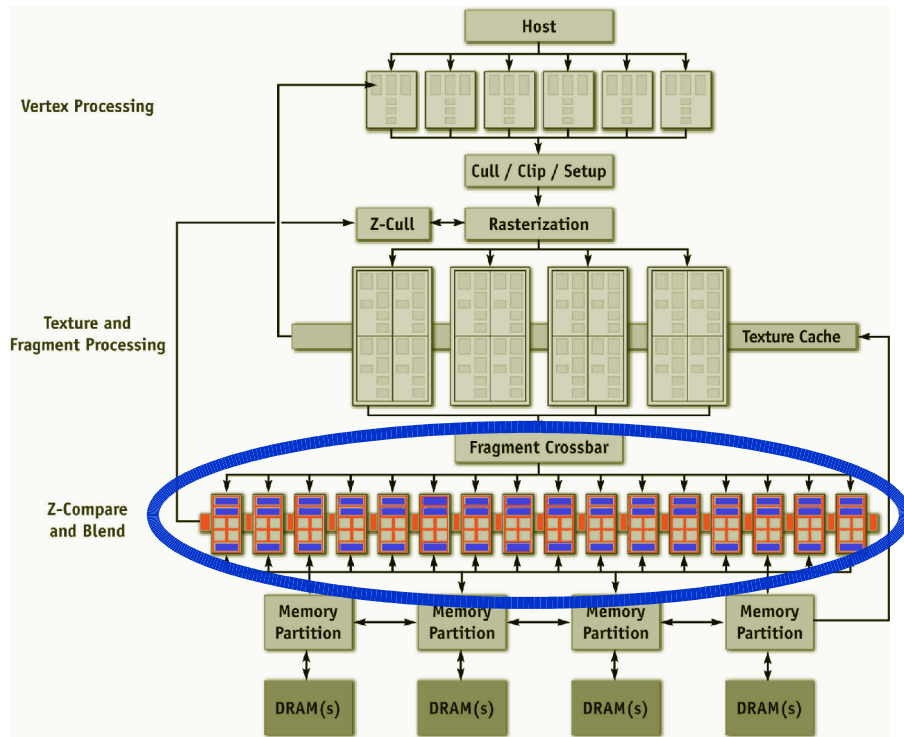 Host
Vertex Processing
Cull / Clip / Setup
Z-Cull
Rasterization
Texture and
Fragment Processing
Texture Cache
Fragment Crossbar
Z-Compare
and Blend
Memory
Partition
Memory
Partition
Memory
Partition
Memory
Partition
DRAM(s)
DRAM(s)
DRAM(s)
DRAM(s)